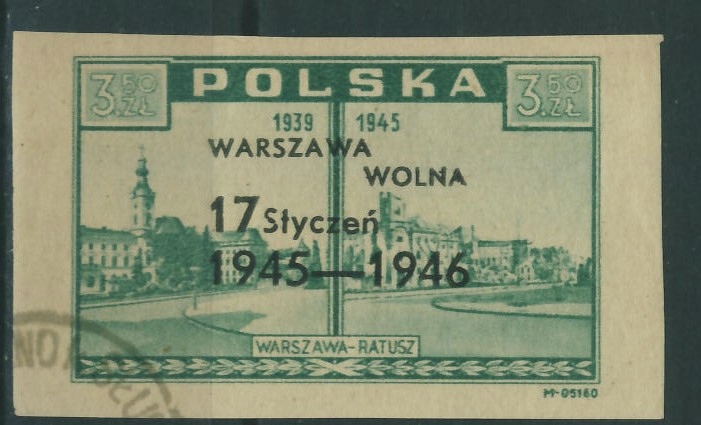 POLSKA
3.50 ZŁ
3.50 ZŁ
1939 1945
WARSZAWA
WOLNA
17 Styczeń
1945—1946
WARSZAWA-RATUSZ
M-05160